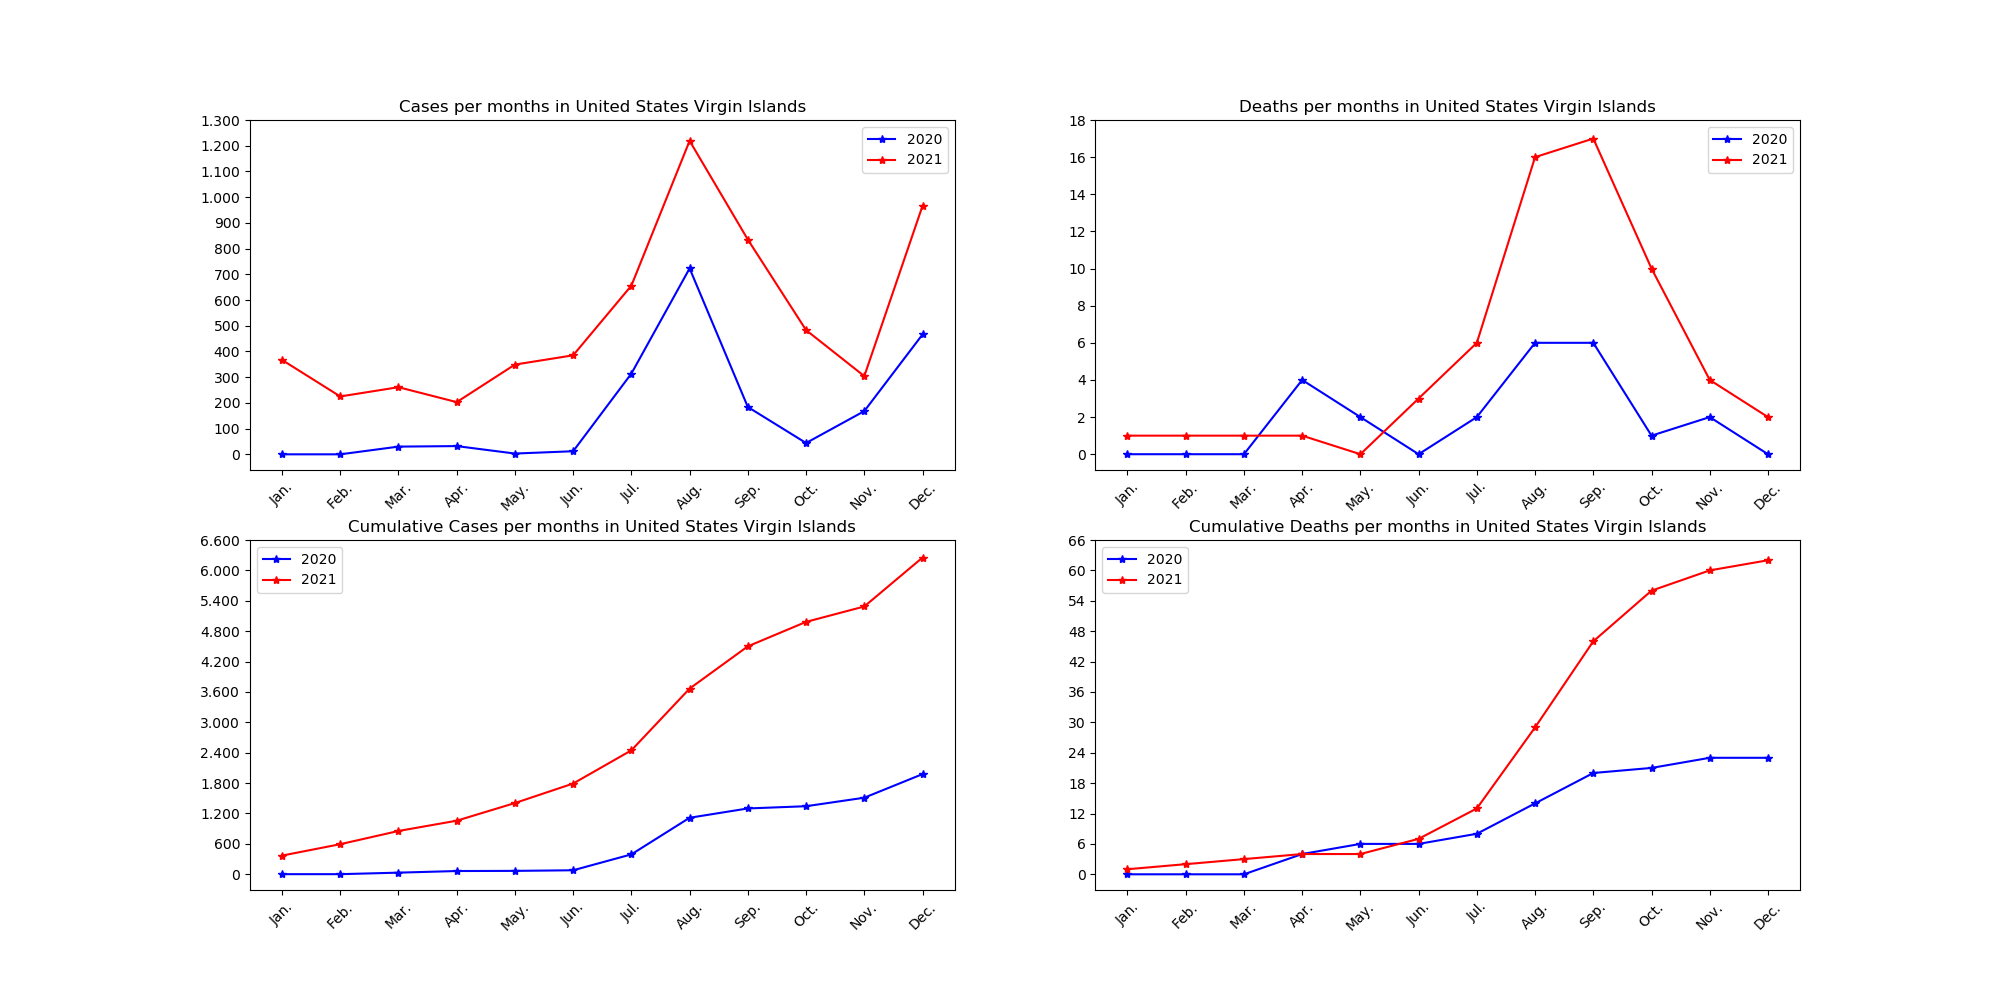 Cases per months in United States Virgin Islands
1.300
1.200
1.100
1.000
900
800
700
600
500
400
300
200
100
0
2020
2021
Jan.
Feb.
Mar.
Apr.
May.
Jun.
Jul.
Aug.
Sep.
Oct.
Nov.
Dec.
Deaths per months in United States Virgin Islands
18
16
14
12
10
8
6
4
2
0
2020
2021
Jan.
Feb.
Mar.
Apr.
May.
Jun.
Jul.
Aug.
Sep.
Oct.
Nov.
Dec.
Cumulative Cases per months in United States Virgin Islands
6.600
6.000
5.400
4.800
4.200
3.600
3.000
2.400
1.800
1.200
600
0
2020
2021
Jan.
Feb.
Mar.
Apr.
May.
Jun.
Jul.
Aug.
Sep.
Oct.
Nov.
Dec.
Cumulative Deaths per months in United States Virgin Islands
66
60
54
48
42
36
30
24
18
12
6
0
2020
2021
Jan.
Feb.
Mar.
Apr.
May.
Jun.
Jul.
Aug.
Sep.
Oct.
Nov.
Dec.